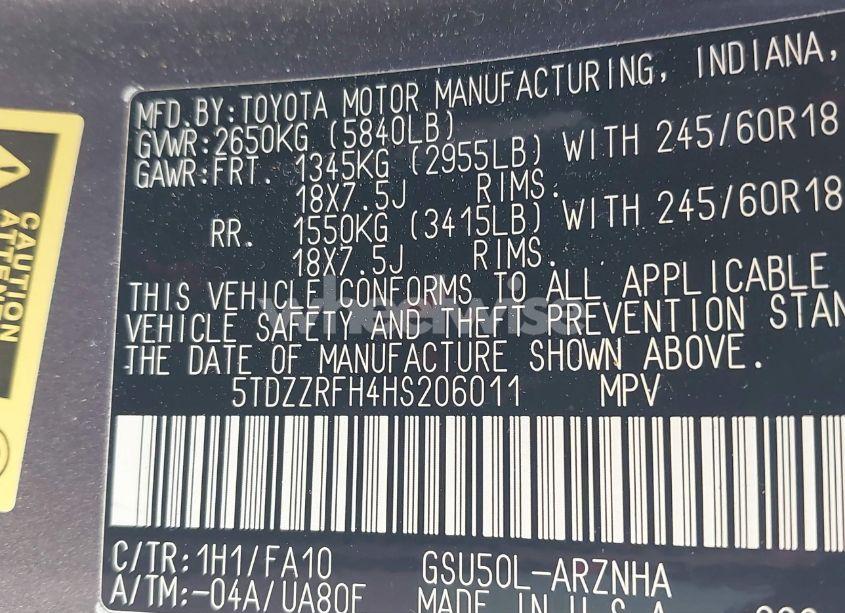 MFD.BY:TOYOTA MOTOR MANUFACTURING, INDIANA,
GVWR:2650KG (5840LB)
GAWR:FRT. 1345KG (2955LB) WITH 245/60R18
18X7.5J RIMS.
RR. 1550KG (3415LB) WITH 245/60R18
18X7.5J RIMS.
THIS VEHICLE CONFORMS TO ALL APPLICABLE
VEHICLE SAFETY AND THEFT PREVENTION STAN
THE DATE OF MANUFACTURE SHOWN ABOVE.
5TDZZRFH4HS206011 MPV
C/TR:1H1/FA10 GSU50L-ARZNHA
A/TM:-04A/UA80F MADE IN U.S.A.
CAUTION
wheelwise